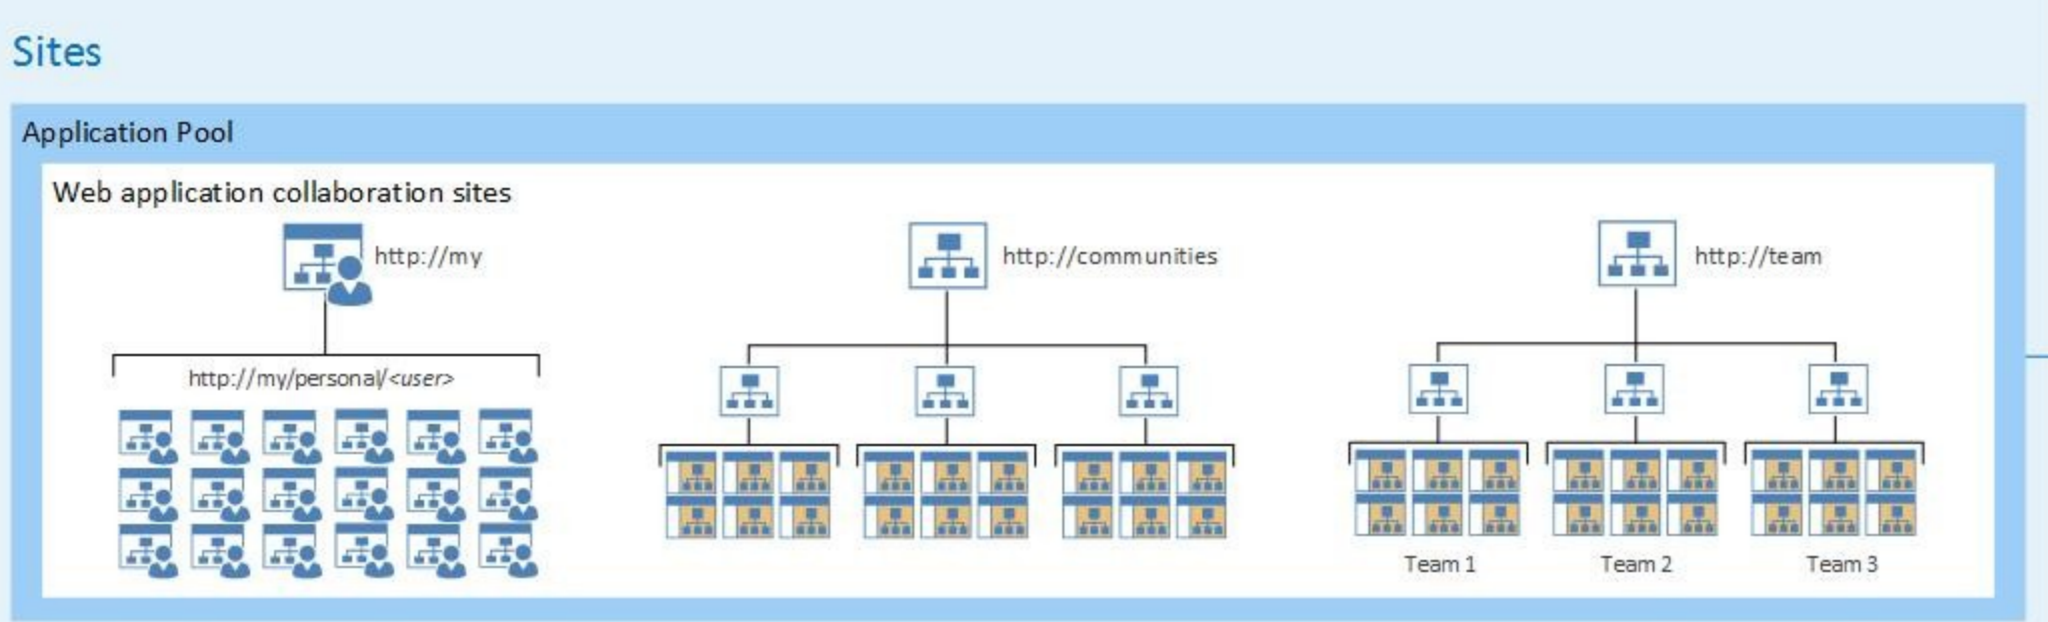 Sites
Application Pool
Web application collaboration sites
http://my
http://communities
http://team
http://my/personal/<user>
Team 1
Team 2
Team 3